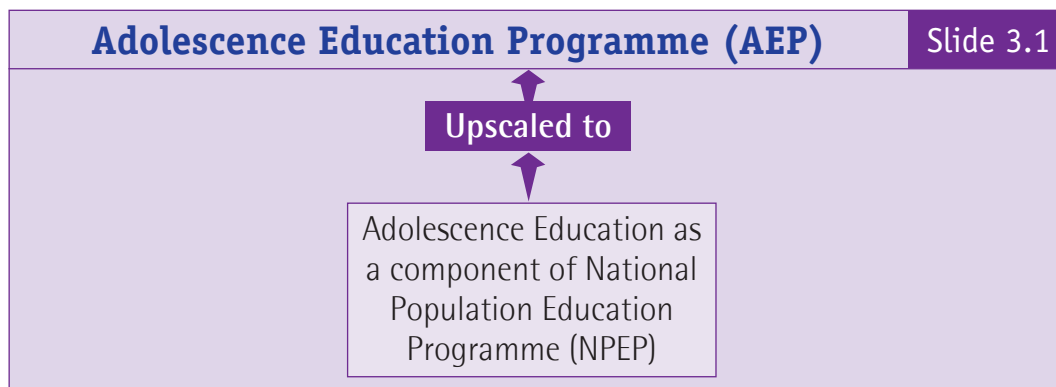 Adolescence Education Programme (AEP)
Slide 3.1
Upscaled to
Adolescence Education as
a component of National
Population Education
Programme (NPEP)